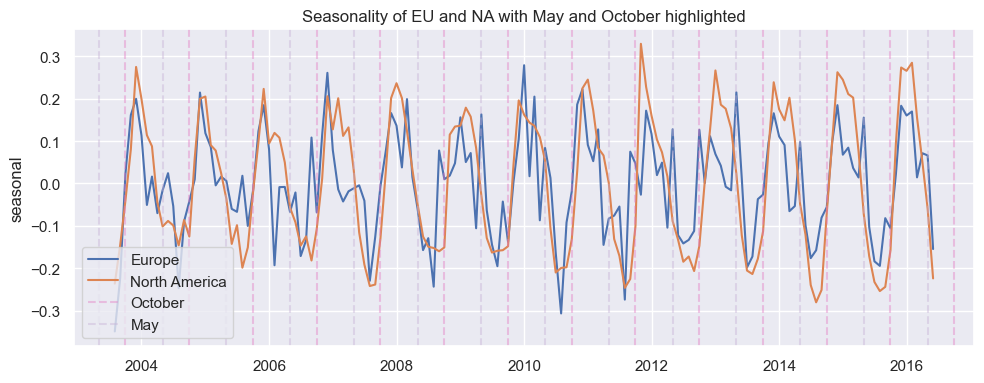 Seasonality of EU and NA with May and October highlighted
seasonal
0.3
0.2
0.1
0.0
−0.1
−0.2
−0.3
Europe
North America
October
May
2004
2006
2008
2010
2012
2014
2016